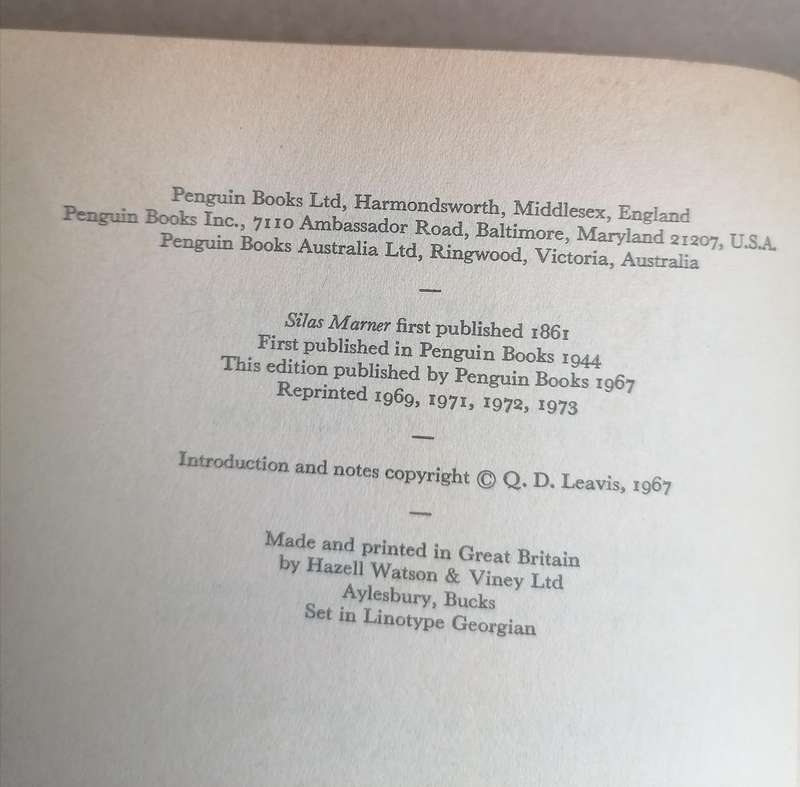 Penguin Books Ltd, Harmondsworth, Middlesex, England
Penguin Books Inc., 7110 Ambassador Road, Baltimore, Maryland 21207, U.S.A.
Penguin Books Australia Ltd, Ringwood, Victoria, Australia
—
Silas Marner first published 1861
First published in Penguin Books 1944
This edition published by Penguin Books 1967
Reprinted 1969, 1971, 1972, 1973
—
Introduction and notes copyright © Q. D. Leavis, 1967
—
Made and printed in Great Britain
by Hazell Watson & Viney Ltd
Aylesbury, Bucks
Set in Linotype Georgian